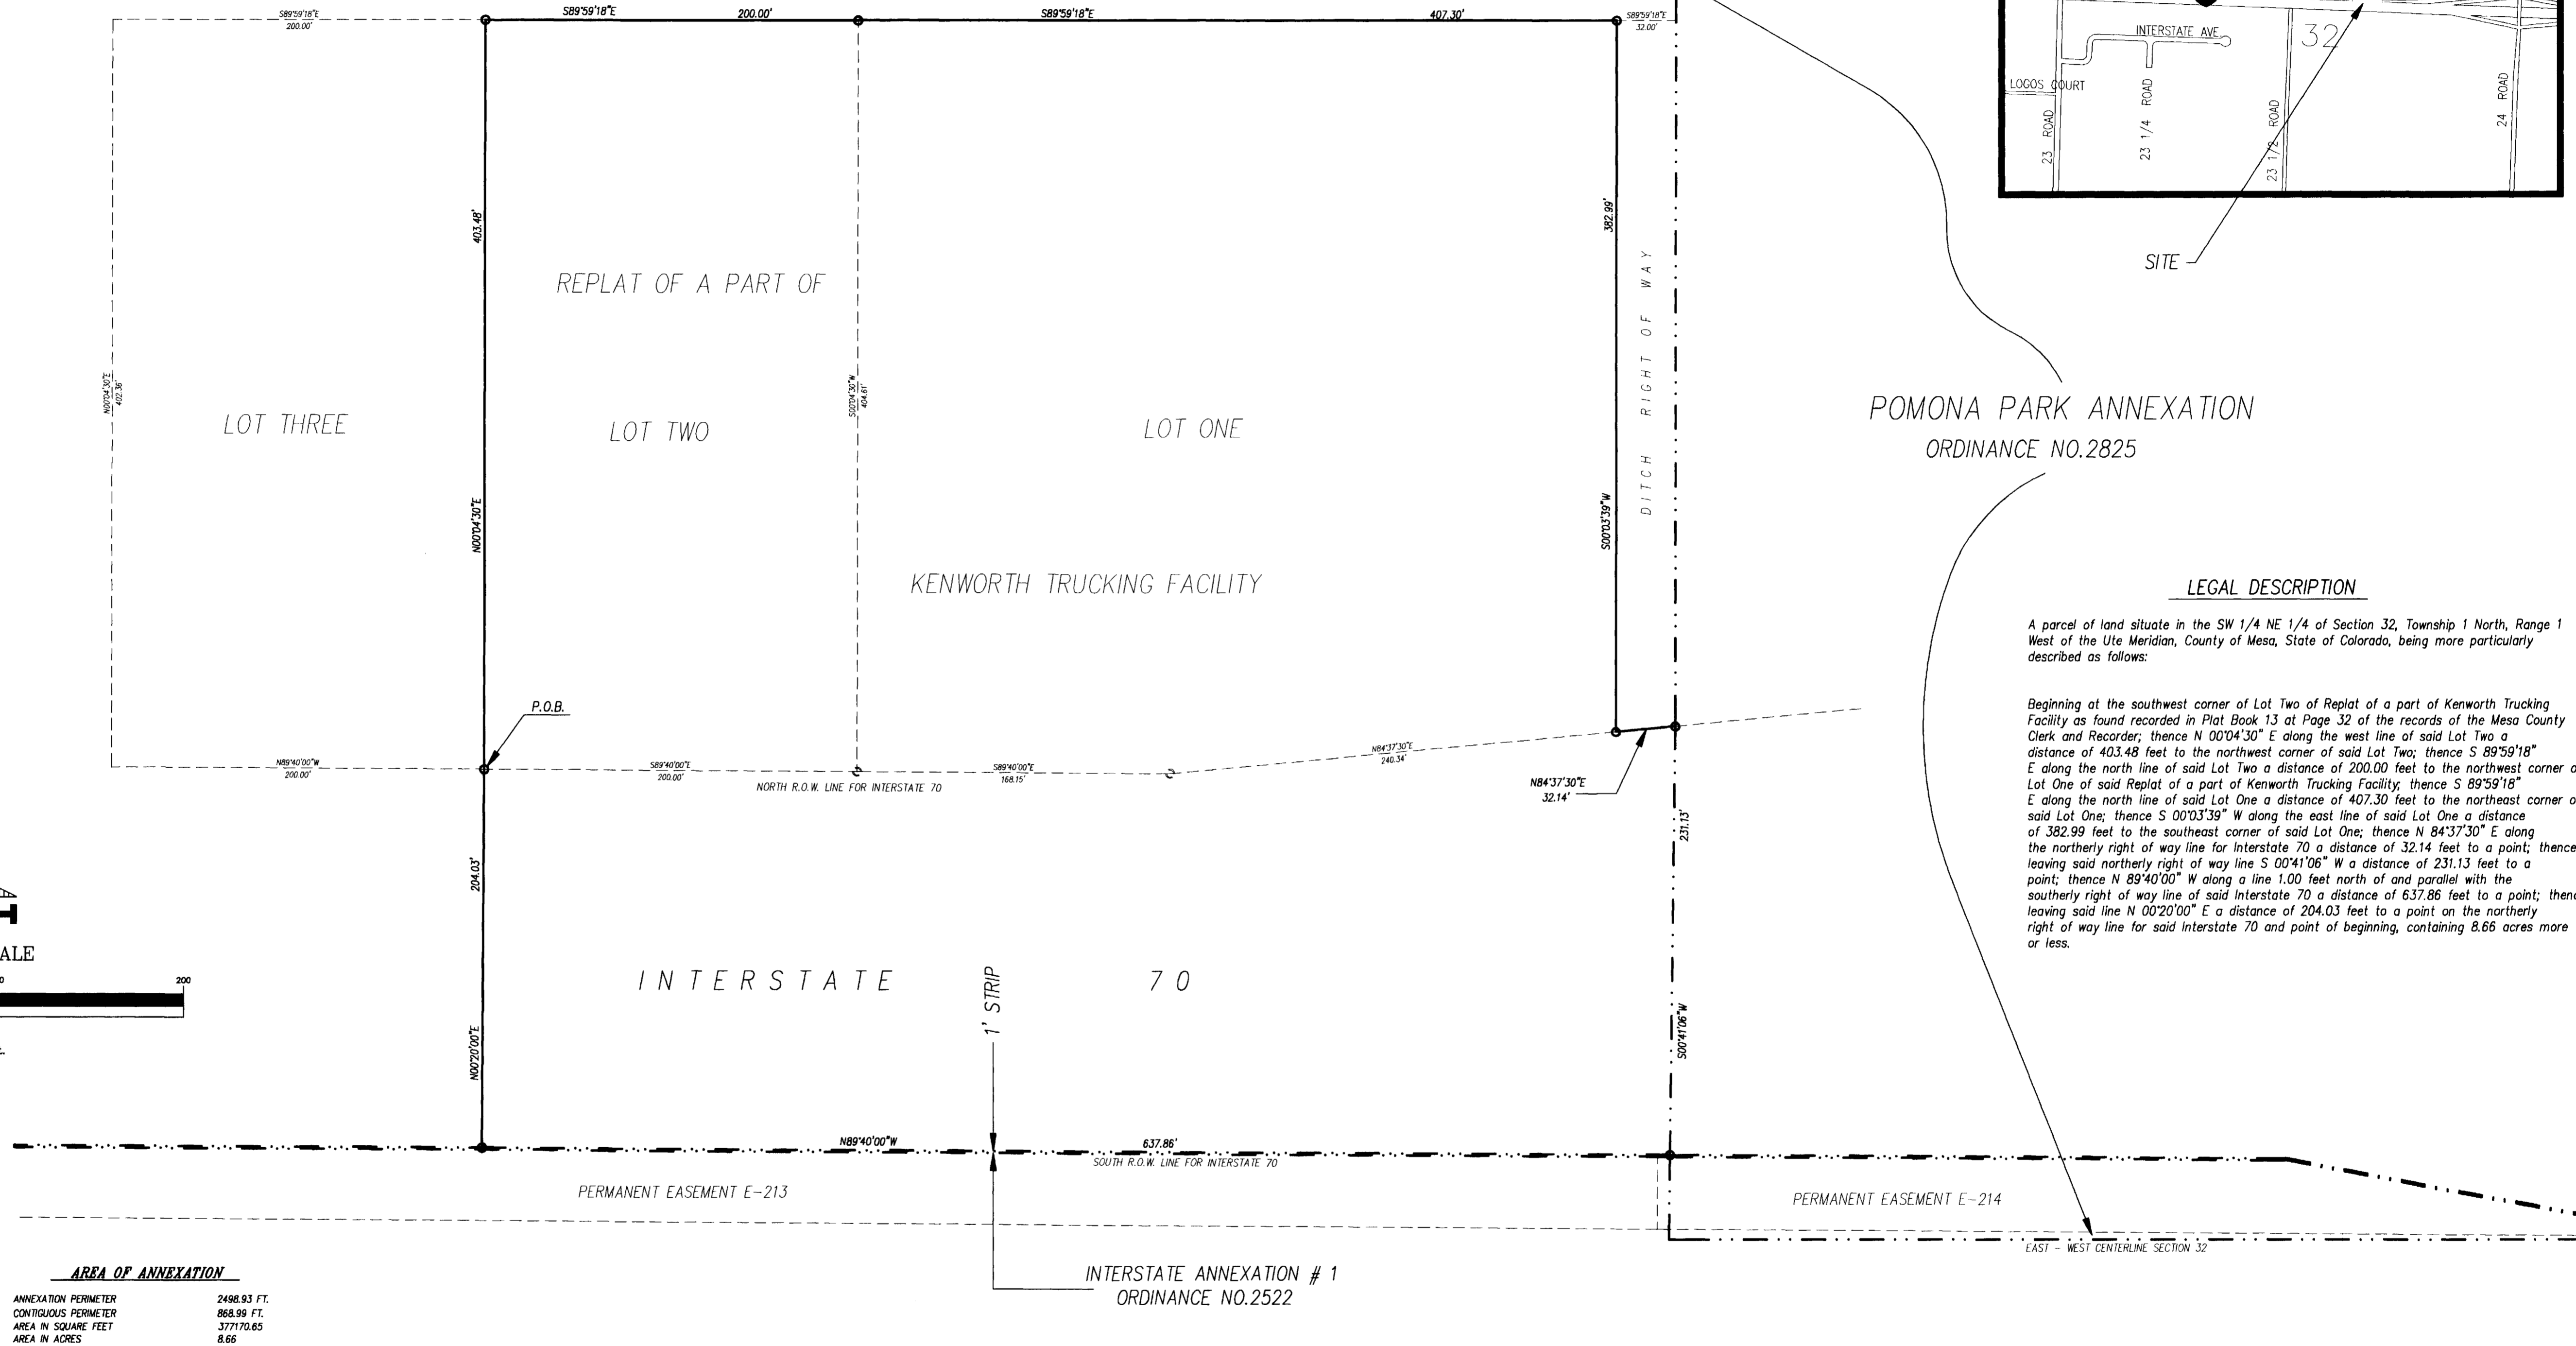 S89°59'18"E
200.00'
S89°59'18"E 200.00' S89°59'18"E 407.30'
S89°59'18"E
32.00'
INTERSTATE AVE.
32
LOGOS COURT
23 ROAD
23 1/4 ROAD
23 1/2 ROAD
24 ROAD
SITE
403.48'
N00°04'30"E
382.99'
S00°03'39"W
DITCH RIGHT OF WAY
REPLAT OF A PART OF
N00°04'30"E
402.36'
S00°04'30"W
404.61'
LOT THREE
LOT TWO
LOT ONE
KENWORTH TRUCKING FACILITY
POMONA PARK ANNEXATION
ORDINANCE NO.2825
P.O.B.
N89°40'00"W
200.00'
S89°40'00"E
200.00'
S89°40'00"E
168.15'
NORTH R.O.W. LINE FOR INTERSTATE 70
N84°37'30"E
240.34'
N84°37'30"E
32.14'
231.13'
S00°41'06"W
204.03'
N00°20'00"E
LEGAL DESCRIPTION
A parcel of land situate in the SW 1/4 NE 1/4 of Section 32, Township 1 North, Range 1
West of the Ute Meridian, County of Mesa, State of Colorado, being more particularly
described as follows:
Beginning at the southwest corner of Lot Two of Replat of a part of Kenworth Trucking
Facility as found recorded in Plat Book 13 at Page 32 of the records of the Mesa County
Clerk and Recorder; thence N 00°04'30" E along the west line of said Lot Two a
distance of 403.48 feet to the northwest corner of said Lot Two; thence S 89°59'18"
E along the north line of said Lot Two a distance of 200.00 feet to the northwest corner o
Lot One of said Replat of a part of Kenworth Trucking Facility; thence S 89°59'18"
E along the north line of said Lot One a distance of 407.30 feet to the northeast corner o
said Lot One; thence S 00°03'39" W along the east line of said Lot One a distance
of 382.99 feet to the southeast corner of said Lot One; thence N 84°37'30" E along
the northerly right of way line for Interstate 70 a distance of 32.14 feet to a point; thence
leaving said northerly right of way line S 00°41'06" W a distance of 231.13 feet to a
point; thence N 89°40'00" W along a line 1.00 feet north of and parallel with the
southerly right of way line of said Interstate 70 a distance of 637.86 feet to a point; thenc
leaving said line N 00°20'00" E a distance of 204.03 feet to a point on the northerly
right of way line for said Interstate 70 and point of beginning, containing 8.66 acres more
or less.
ALE
0 200
INTERSTATE 70
1' STRIP
N89°40'00"W 637.86'
SOUTH R.O.W. LINE FOR INTERSTATE 70
PERMANENT EASEMENT E-213
PERMANENT EASEMENT E-214
EAST - WEST CENTERLINE SECTION 32
INTERSTATE ANNEXATION # 1
ORDINANCE NO.2522
AREA OF ANNEXATION
ANNEXATION PERIMETER 2498.93 FT.
CONTIGUOUS PERIMETER 868.99 FT.
AREA IN SQUARE FEET 377170.65
AREA IN ACRES 8.66